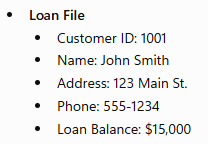 Loan File
Customer ID: 1001
Name: John Smith
Address: 123 Main St.
Phone: 555-1234
Loan Balance: $15,000